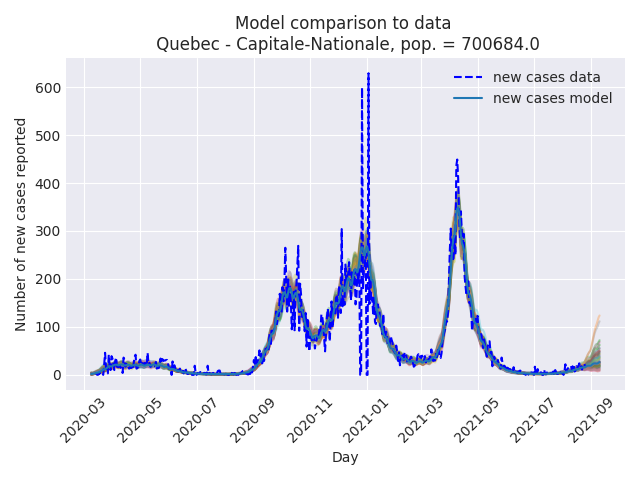 Model comparison to data
Quebec - Capitale-Nationale, pop. = 700684.0
new cases data
new cases model
Number of new cases reported
600
500
400
300
200
100
0
2020-03
2020-05
2020-07
2020-09
2020-11
2021-01
2021-03
2021-05
2021-07
2021-09
Day